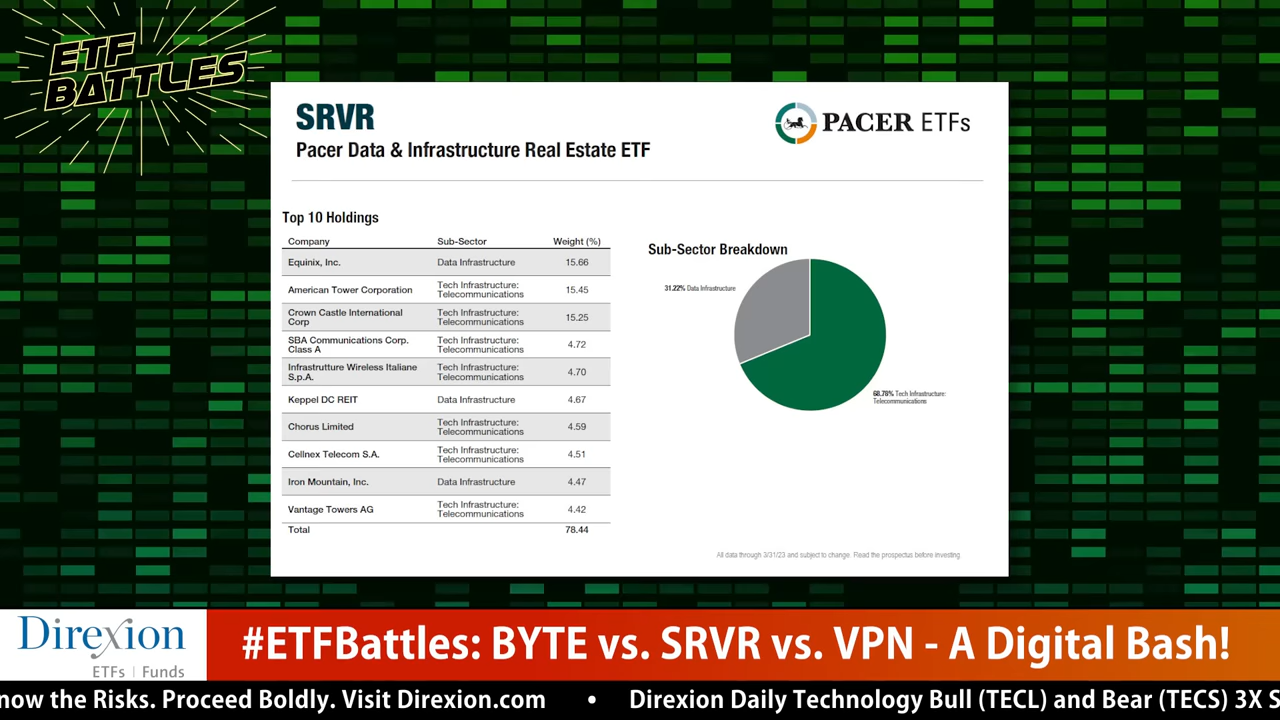 ETF
BATTLES
SRVR
Pacer Data & Infrastructure Real Estate ETF
PACER ETFs
Top 10 Holdings
Company Sub-Sector Weight (%)
Equinix, Inc. Data Infrastructure 15.66
American Tower Corporation Tech Infrastructure: Telecommunications 15.45
Crown Castle International Corp Tech Infrastructure: Telecommunications 15.25
SBA Communications Corp. Class A Tech Infrastructure: Telecommunications 4.72
Infrastrutture Wireless Italiane S.p.A. Tech Infrastructure: Telecommunications 4.70
Keppel DC REIT Data Infrastructure 4.67
Chorus Limited Tech Infrastructure: Telecommunications 4.59
Cellnex Telecom S.A. Tech Infrastructure: Telecommunications 4.51
Iron Mountain, Inc. Data Infrastructure 4.47
Vantage Towers AG Tech Infrastructure: Telecommunications 4.42
Total 78.44
Sub-Sector Breakdown
31.22% Data Infrastructure
68.78% Tech Infrastructure:
Telecommunications
All data through 3/31/23 and subject to change. Read the prospectus before investing.
Direxion
ETFs | Funds
#ETFBattles: BYTE vs. SRVR vs. VPN - A Digital Bash!
now the Risks. Proceed Boldly. Visit Direxion.com • Direxion Daily Technology Bull (TECL) and Bear (TECS) 3X S